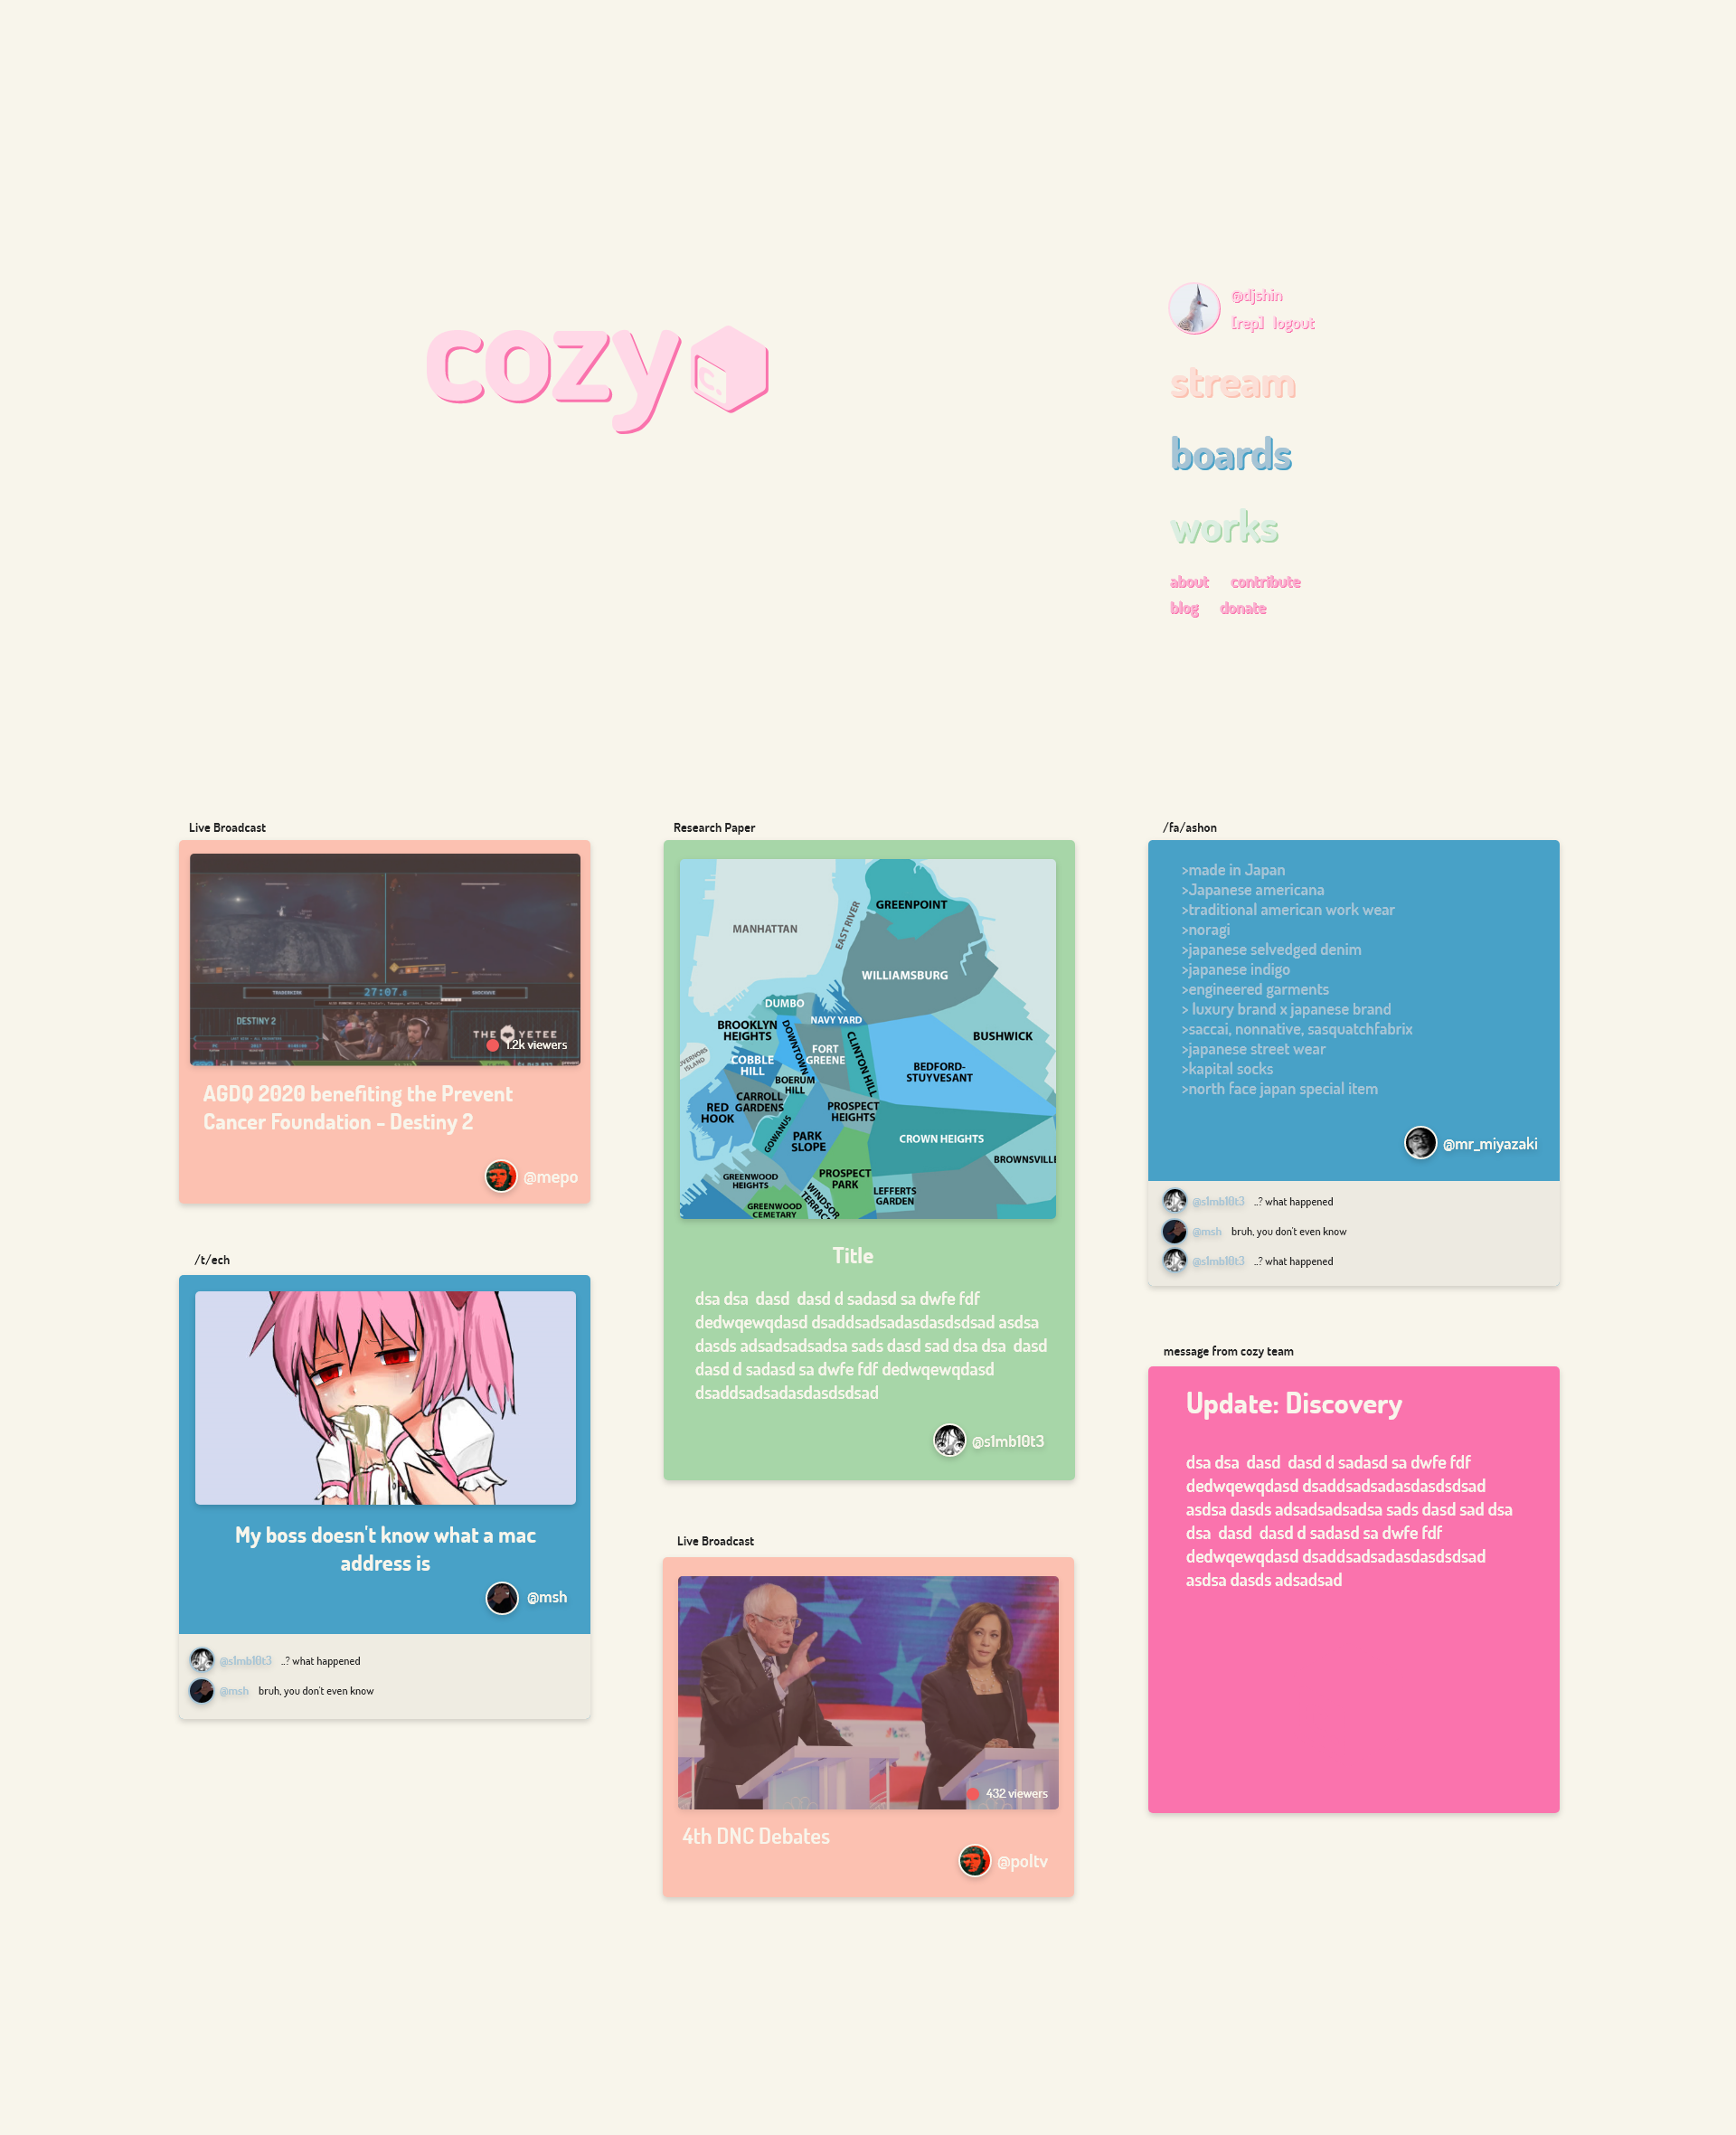 cozy
c.
@djshin
[rep] logout
stream
boards
works
about contribute
blog donate
Live Broadcast
27:07.6
DESTINY 2
THE YETEE
1.2k viewers
AGDQ 2020 benefiting the Prevent
Cancer Foundation - Destiny 2
@mepo
/t/ech
My boss doesn't know what a mac
address is
@msh
@s1mb10t3 ..? what happened
@msh bruh, you don't even know
Research Paper
MANHATTAN
EAST RIVER
GREENPOINT
WILLIAMSBURG
DUMBO
NAVY YARD
BROOKLYN
HEIGHTS
DOWNTOWN
FORT
GREENE
CLINTON HILL
BUSHWICK
COBBLE
HILL
BOERUM
HILL
BEDFORD-
STUYVESANT
CARROLL
GARDENS
RED
HOOK
GOWANUS
PROSPECT
HEIGHTS
PARK
SLOPE
CROWN HEIGHTS
BROWNSVILLE
GREENWOOD
HEIGHTS
PROSPECT
PARK
WINDSOR
TERRACE
LEFFERTS
GARDEN
GREENWOOD
CEMETARY
Title
dsa dsa dasd dasd d sadasd sa dwfe fdf
dedwqewqdasd dsaddsadsadasdasdsdsad asdsa
dasds adsadsadsadsa sads dasd sad dsa dsa dasd
dasd d sadasd sa dwfe fdf dedwqewqdasd
dsaddsadsadasdasdsdsad
@s1mb10t3
Live Broadcast
432 viewers
4th DNC Debates
@poltv
/fa/ashon
>made in Japan
>Japanese americana
>traditional american work wear
>noragi
>japanese selvedged denim
>japanese indigo
>engineered garments
> luxury brand x japanese brand
>saccai, nonnative, sasquatchfabrix
>japanese street wear
>kapital socks
>north face japan special item
@mr_miyazaki
@s1mb10t3 ..? what happened
@msh bruh, you don't even know
@s1mb10t3 ..? what happened
message from cozy team
Update: Discovery
dsa dsa dasd dasd d sadasd sa dwfe fdf
dedwqewqdasd dsaddsadsadasdasdsdsad
asdsa dasds adsadsadsadsa sads dasd sad dsa
dsa dasd dasd d sadasd sa dwfe fdf
dedwqewqdasd dsaddsadsadasdasdsdsad
asdsa dasds adsadsad